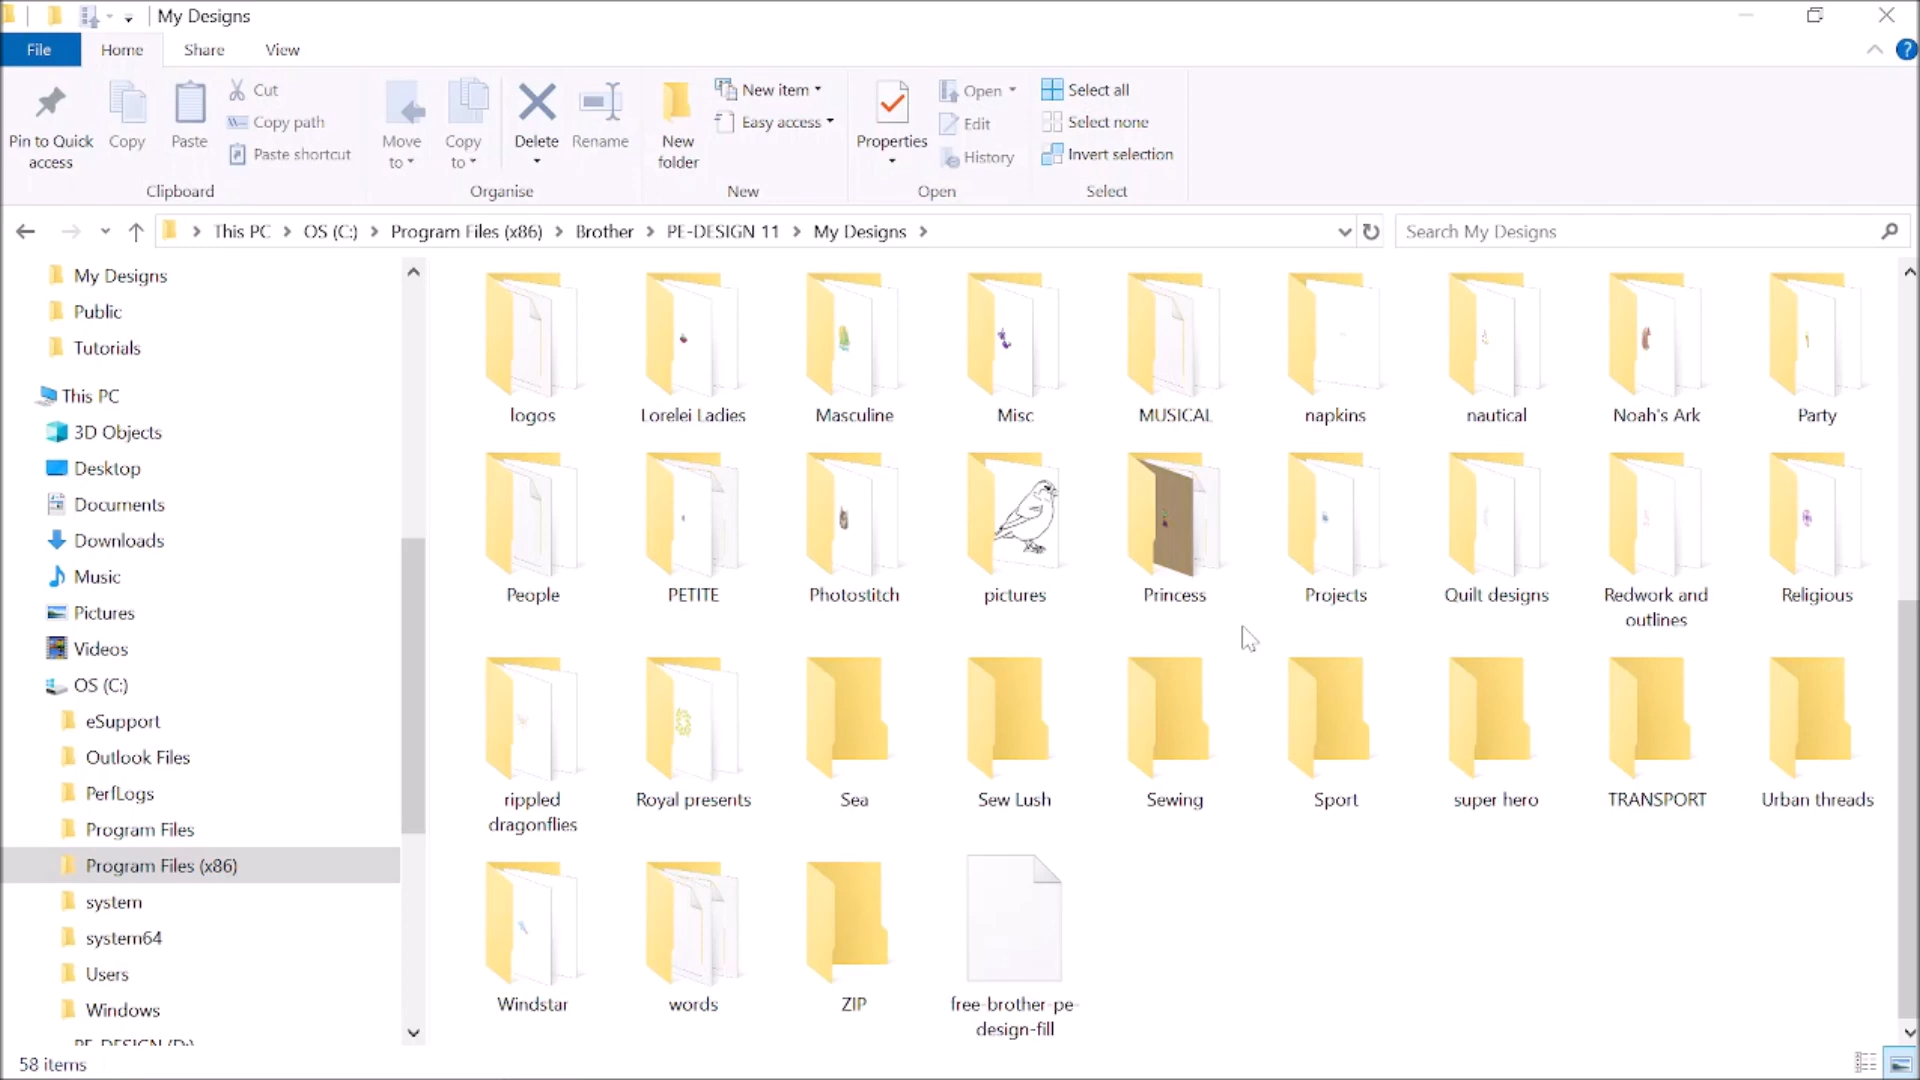 My Designs
File Home Share View
Pin to Quick access
Copy
Paste
Cut
Copy path
Paste shortcut
Clipboard
Move to
Copy to
Delete
Rename
Organise
New folder
New item
Easy access
New
Properties
Open
Edit
History
Open
Select all
Select none
Invert selection
Select
This PC > OS (C:) > Program Files (x86) > Brother > PE-DESIGN 11 > My Designs >
Search My Designs
My Designs
Public
Tutorials
This PC
3D Objects
Desktop
Documents
Downloads
Music
Pictures
Videos
OS (C:)
eSupport
Outlook Files
PerfLogs
Program Files
Program Files (x86)
system
system64
Users
Windows
PE-DESIGN (D:)
logos
Lorelei Ladies
Masculine
Misc
MUSICAL
napkins
nautical
Noah's Ark
Party
People
PETITE
Photostitch
pictures
Princess
Projects
Quilt designs
Redwork and
outlines
Religious
rippled
dragonflies
Royal presents
Sea
Sew Lush
Sewing
Sport
super hero
TRANSPORT
Urban threads
Windstar
words
ZIP
free-brother-pe-
design-fill
58 items